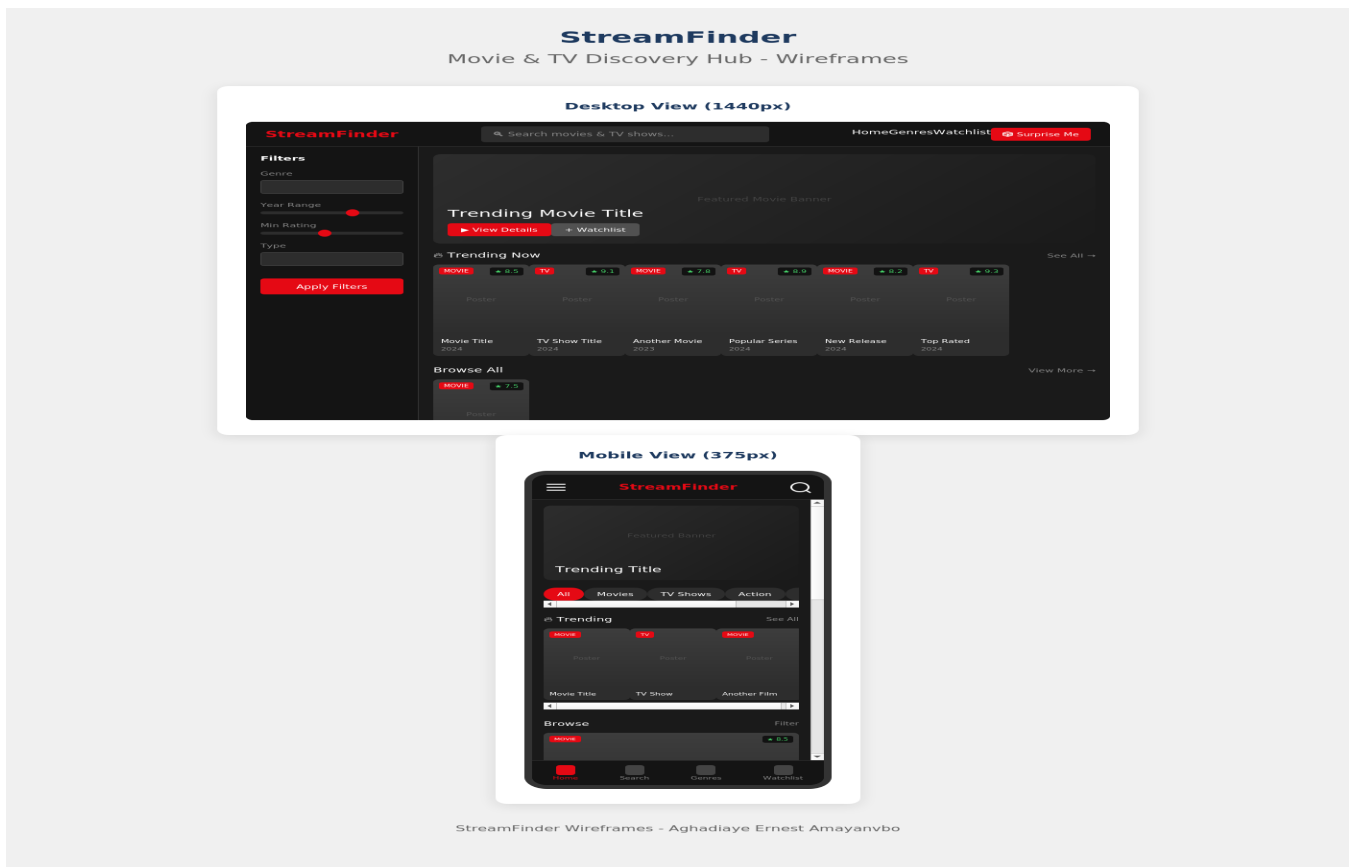 StreamFinder
Movie & TV Discovery Hub - Wireframes
Desktop View (1440px)
StreamFinder
Search movies & TV shows...
HomeGenresWatchlist
Surprise Me
Filters
Genre
Year Range
Min Rating
Type
Apply Filters
Featured Movie Banner
Trending Movie Title
► View Details
+ Watchlist
Trending Now
See All →
MOVIE ★ 8.5 TV ★ 9.1 MOVIE ★ 7.8 TV ★ 8.9 MOVIE ★ 8.2 TV ★ 9.3
Poster Poster Poster Poster Poster Poster
Movie Title TV Show Title Another Movie Popular Series New Release Top Rated
2024 2024 2023 2024 2024 2024
Browse All
View More →
MOVIE ★ 7.5
Poster
Mobile View (375px)
StreamFinder
Featured Banner
Trending Title
All Movies TV Shows Action
Trending
See All
MOVIE TV MOVIE
Poster Poster Poster
Movie Title TV Show Another Film
Browse
Filter
MOVIE ★ 8.5
Home Search Genres Watchlist
StreamFinder Wireframes - Aghadiaye Ernest Amayanvbo